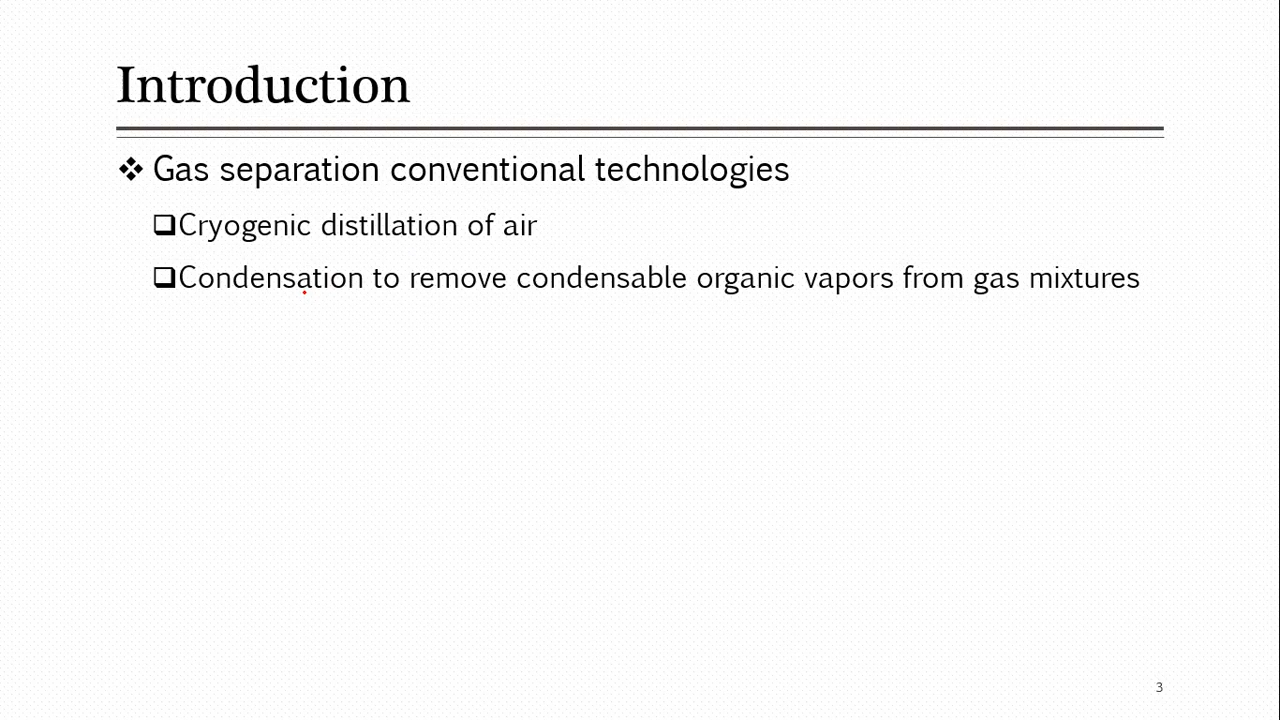 Introduction
❖ Gas separation conventional technologies
❑Cryogenic distillation of air
❑Condensation to remove condensable organic vapors from gas mixtures
3